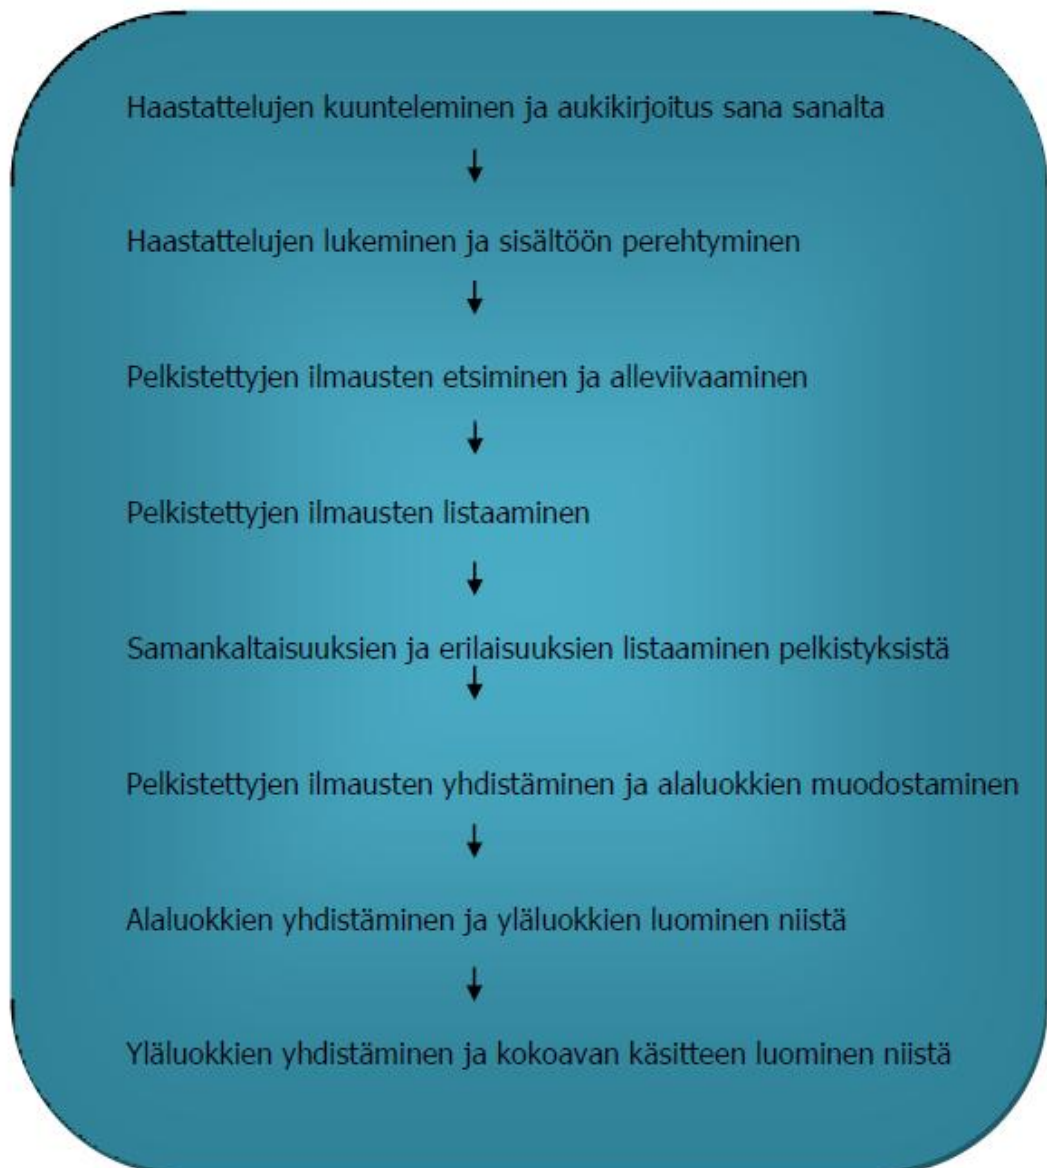 Haastattelujen kuunteleminen ja aukikirjoitus sana sanalta
Haastattelujen lukeminen ja sisältöön perehtyminen
Pelkistettyjen ilmausten etsiminen ja alleviivaaminen
Pelkistettyjen ilmausten listaaminen
Samankaltaisuuksien ja erilaisuuksien listaaminen pelkistyksistä
Pelkistettyjen ilmausten yhdistäminen ja alaluokkien muodostaminen
Alaluokkien yhdistäminen ja yläluokkien luominen niistä
Yläluokkien yhdistäminen ja kokoavan käsitteen luominen niistä